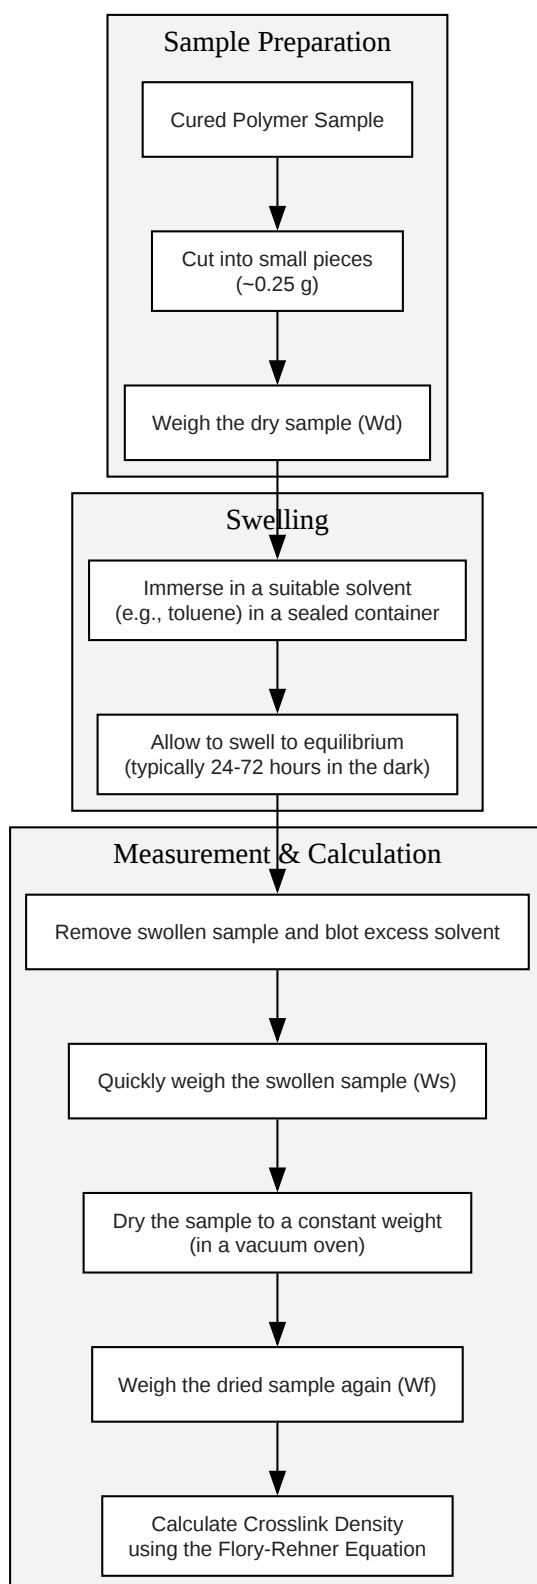 Sample Preparation
Cured Polymer Sample
Cut into small pieces
(~0.25 g)
Weigh the dry sample (Wd)
Swelling
Immerse in a suitable solvent
(e.g., toluene) in a sealed container
Allow to swell to equilibrium
(typically 24-72 hours in the dark)
Measurement & Calculation
Remove swollen sample and blot excess solvent
Quickly weigh the swollen sample (Ws)
Dry the sample to a constant weight
(in a vacuum oven)
Weigh the dried sample again (Wf)
Calculate Crosslink Density
using the Flory-Rehner Equation